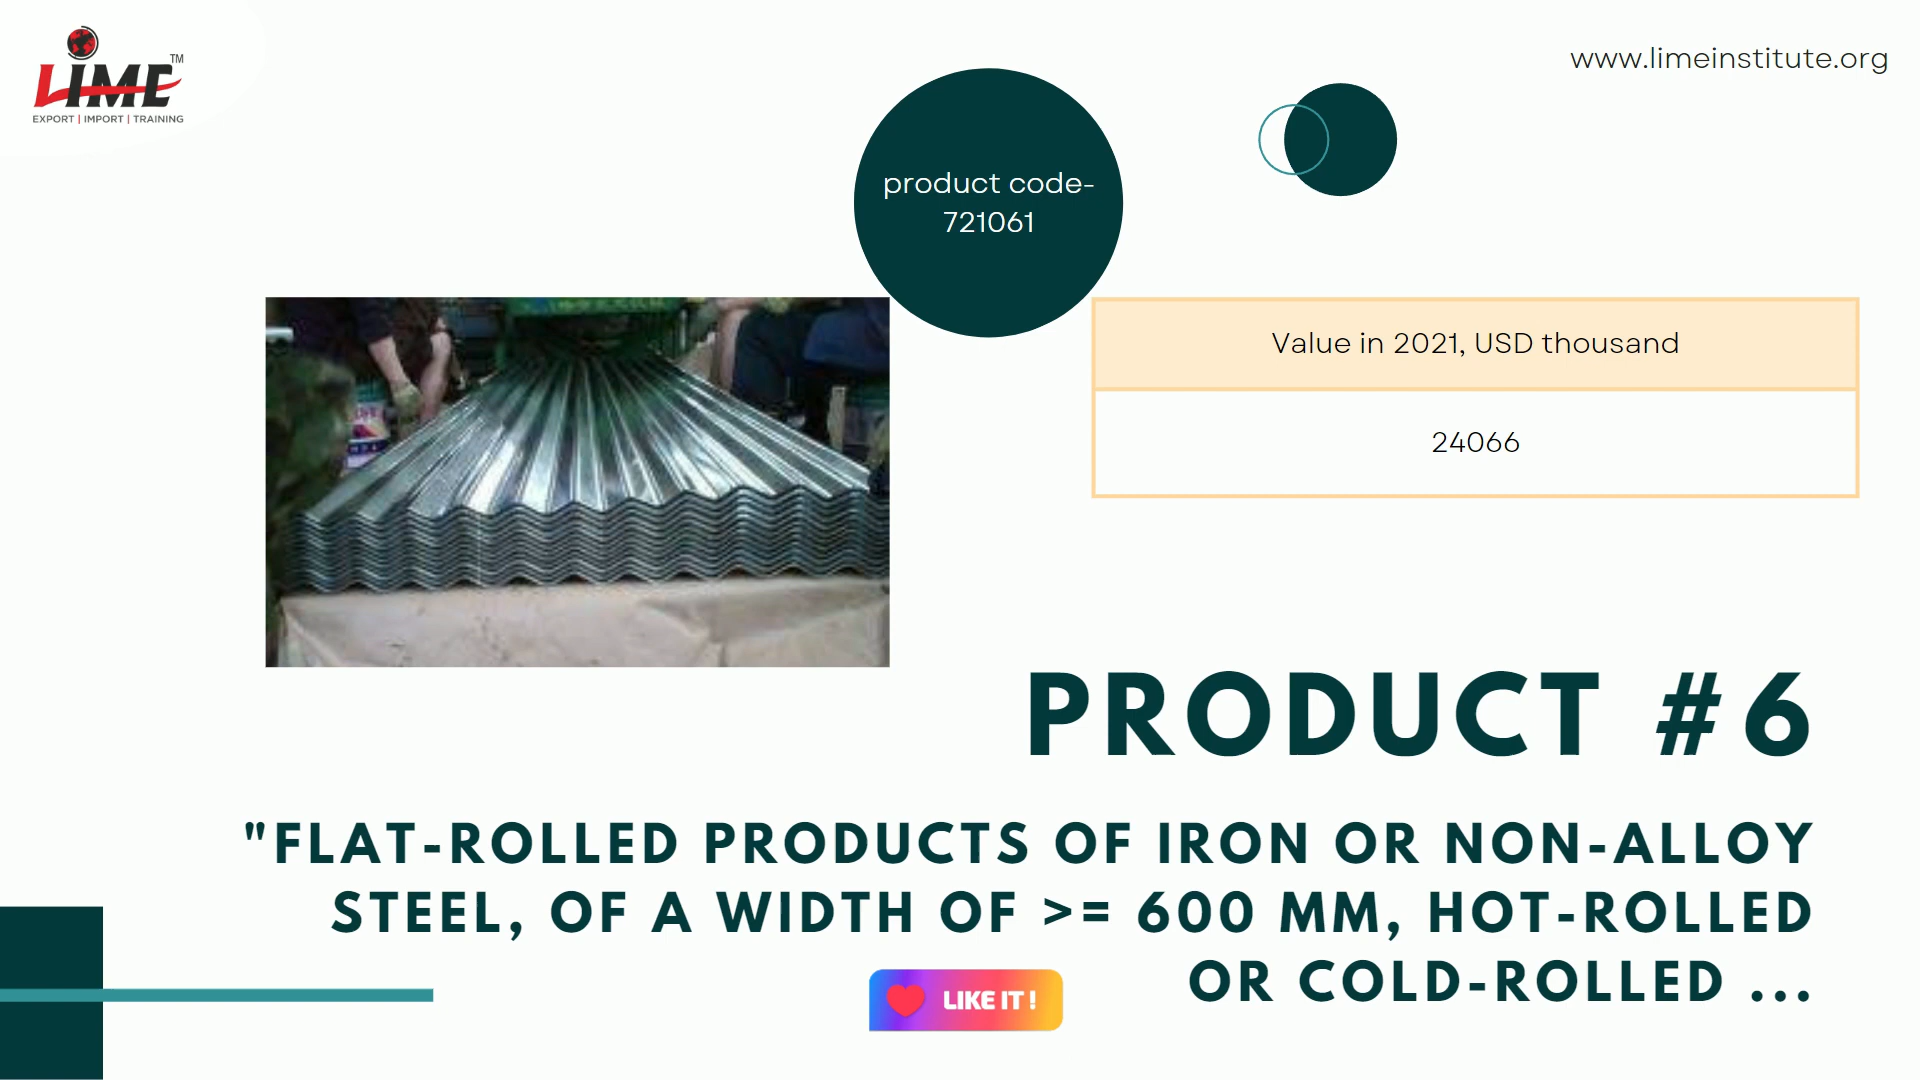 LIME TM
EXPORT | IMPORT | TRAINING
www.limeinstitute.org
product code-
721061
Value in 2021, USD thousand
24066
PRODUCT #6
"FLAT-ROLLED PRODUCTS OF IRON OR NON-ALLOY
STEEL, OF A WIDTH OF >= 600 MM, HOT-ROLLED
OR COLD-ROLLED ...
LIKE IT !